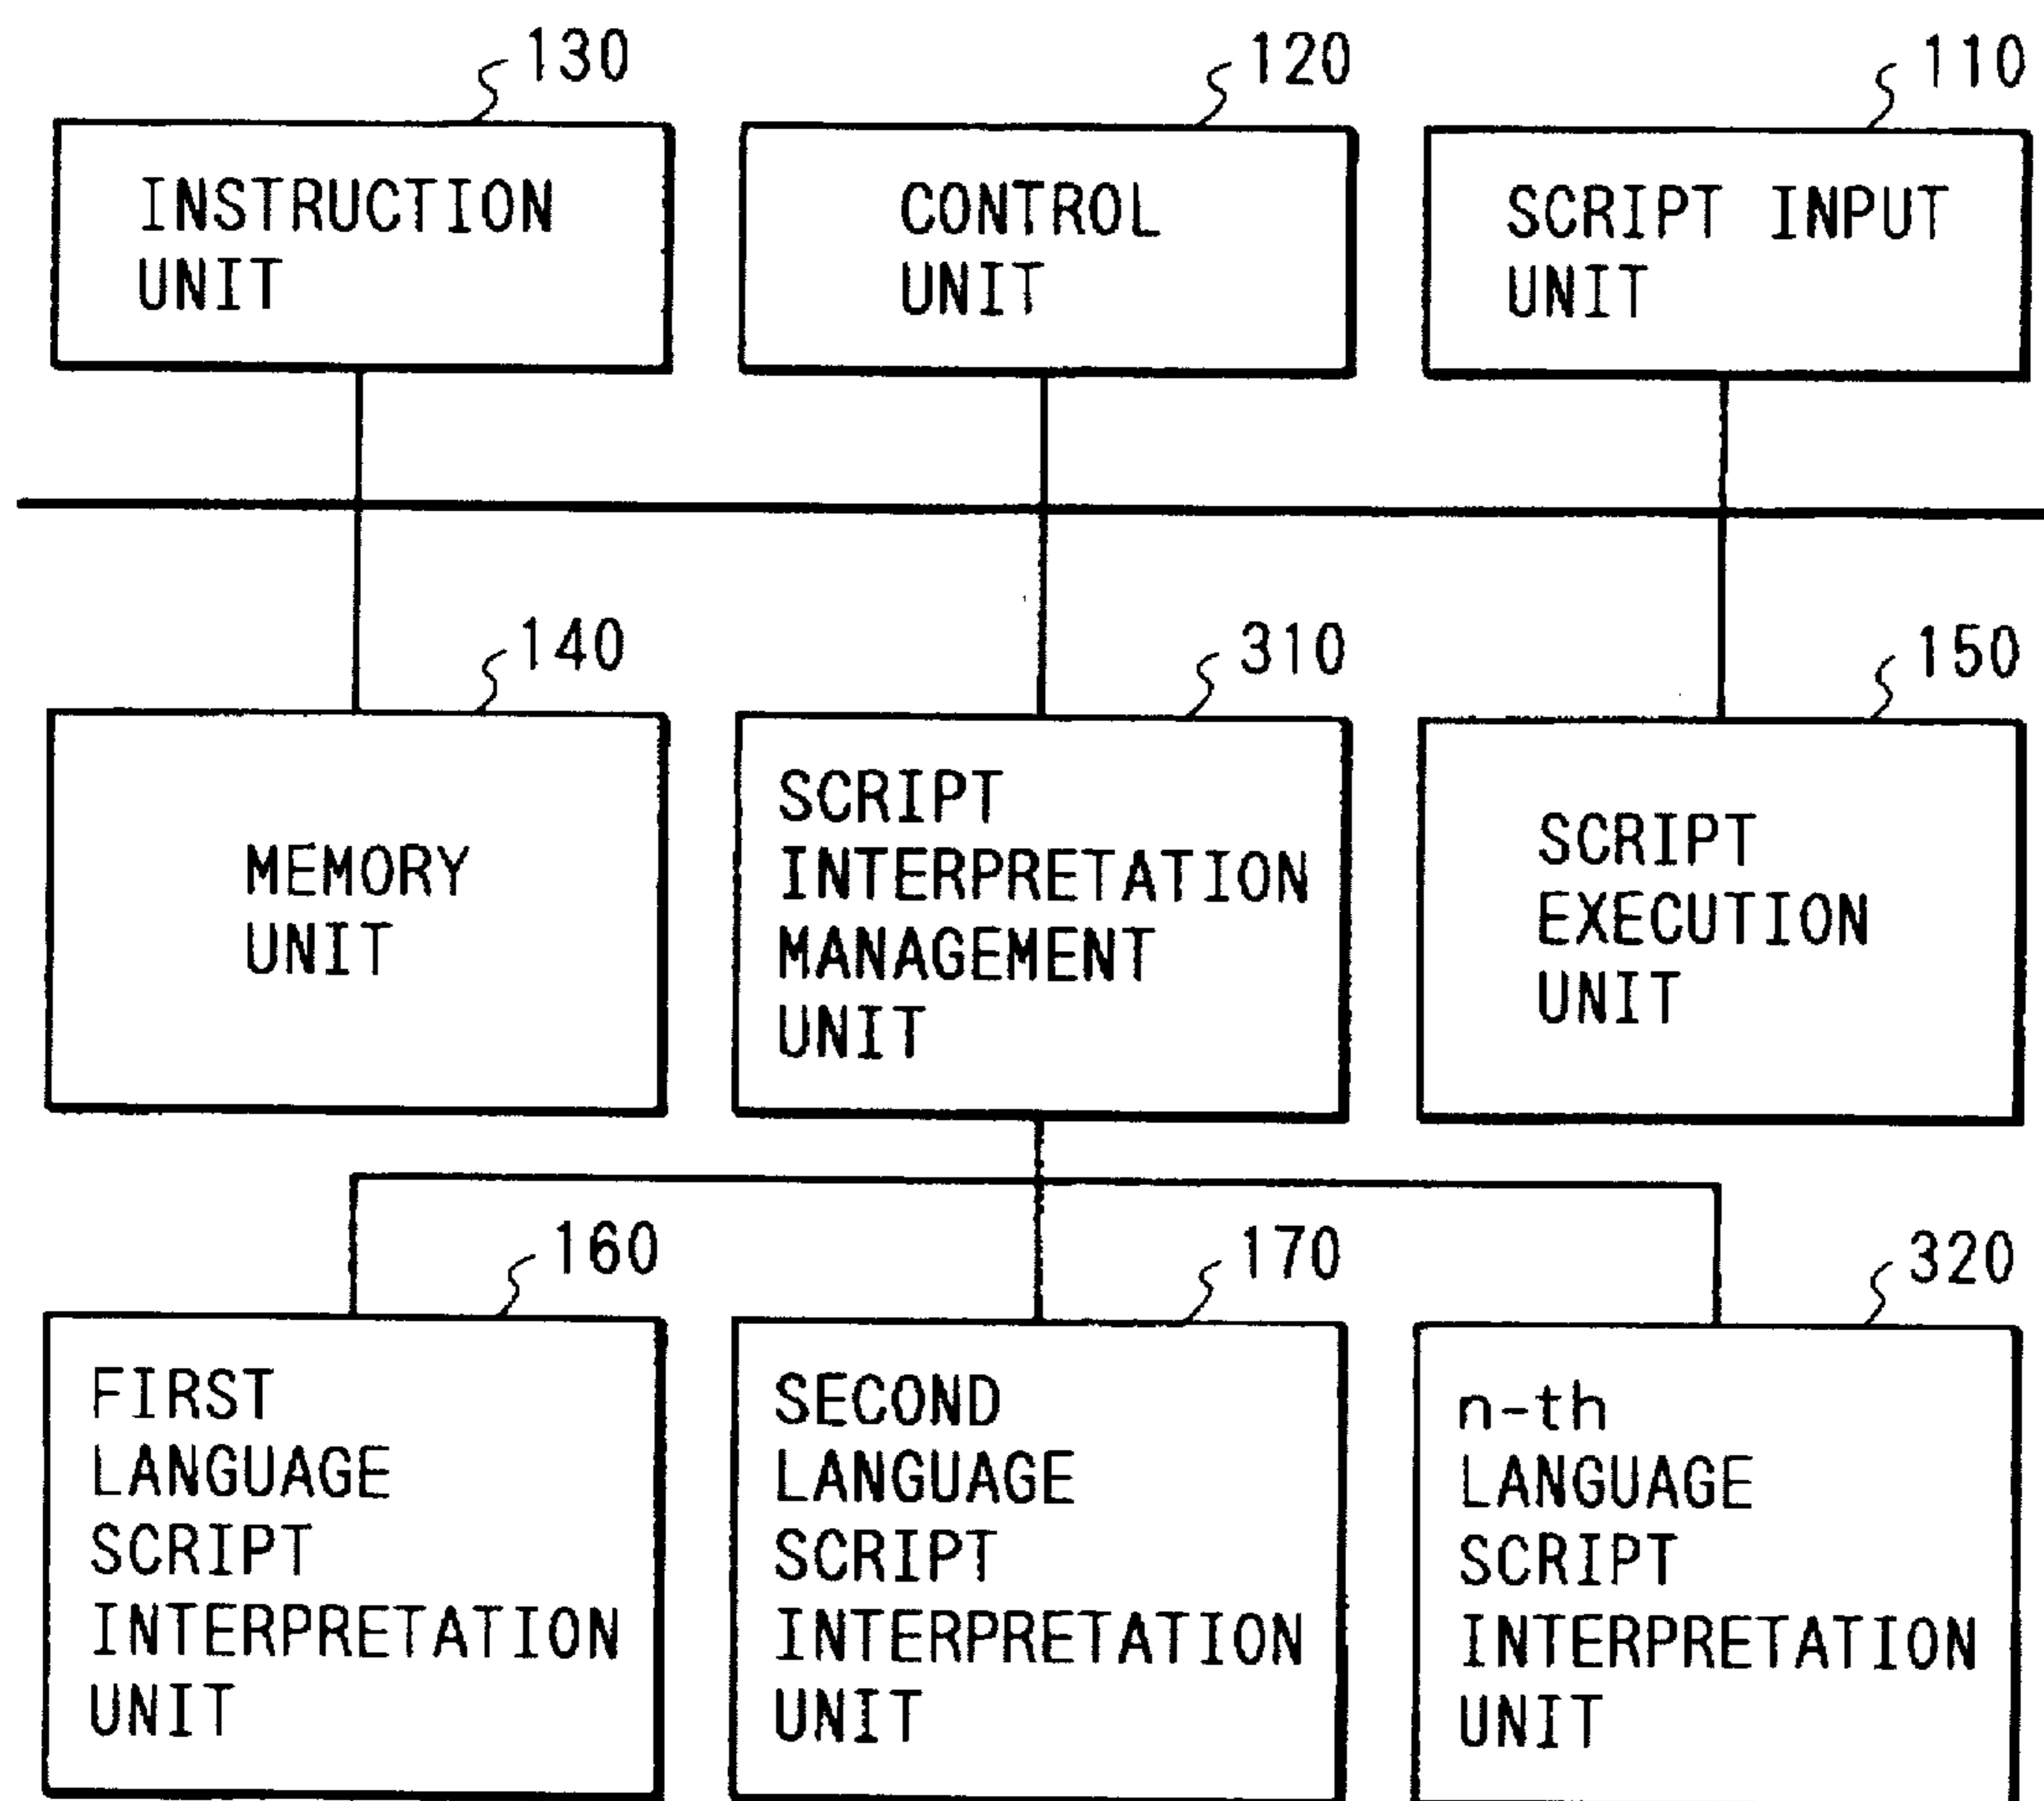 130
INSTRUCTION
UNIT
120
CONTROL
UNIT
110
SCRIPT INPUT
UNIT
140
MEMORY
UNIT
310
SCRIPT
INTERPRETATION
MANAGEMENT
UNIT
150
SCRIPT
EXECUTION
UNIT
160
FIRST
LANGUAGE
SCRIPT
INTERPRETATION
UNIT
170
SECOND
LANGUAGE
SCRIPT
INTERPRETATION
UNIT
320
n-th
LANGUAGE
SCRIPT
INTERPRETATION
UNIT